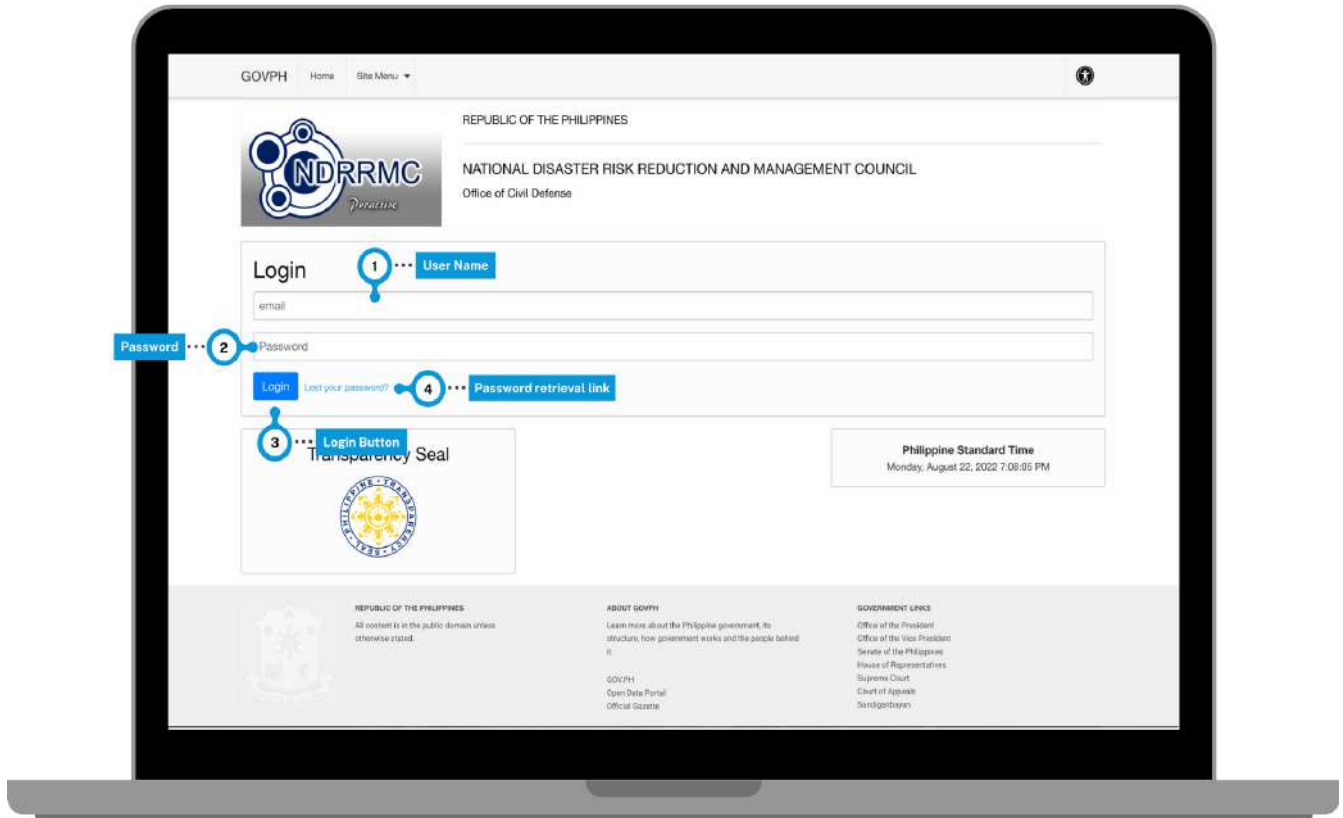 GOVPH Home Site Menu
REPUBLIC OF THE PHILIPPINES
NDRRMC
NATIONAL DISASTER RISK REDUCTION AND MANAGEMENT COUNCIL
Office of Civil Defense
Login
1 User Name
email
Password 2 Password
Login Lost your password? 4 Password retrieval link
3 Login Button
Transparency Seal
PHILIPPINE TRANSPARENCY SEAL
Philippine Standard Time
Monday, August 22, 2022 7:08:05 PM
REPUBLIC OF THE PHILIPPINES
All content is in the public domain unless
otherwise stated.
ABOUT GOVPH
Learn more about the Philippine government, its
structure, how government works and the people behind
it.
GOV.PH
Open Data Portal
Official Gazette
GOVERNMENT LINKS
Office of the President
Office of the Vice President
Senate of the Philippines
House of Representatives
Supreme Court
Court of Appeals
Sandiganbayan